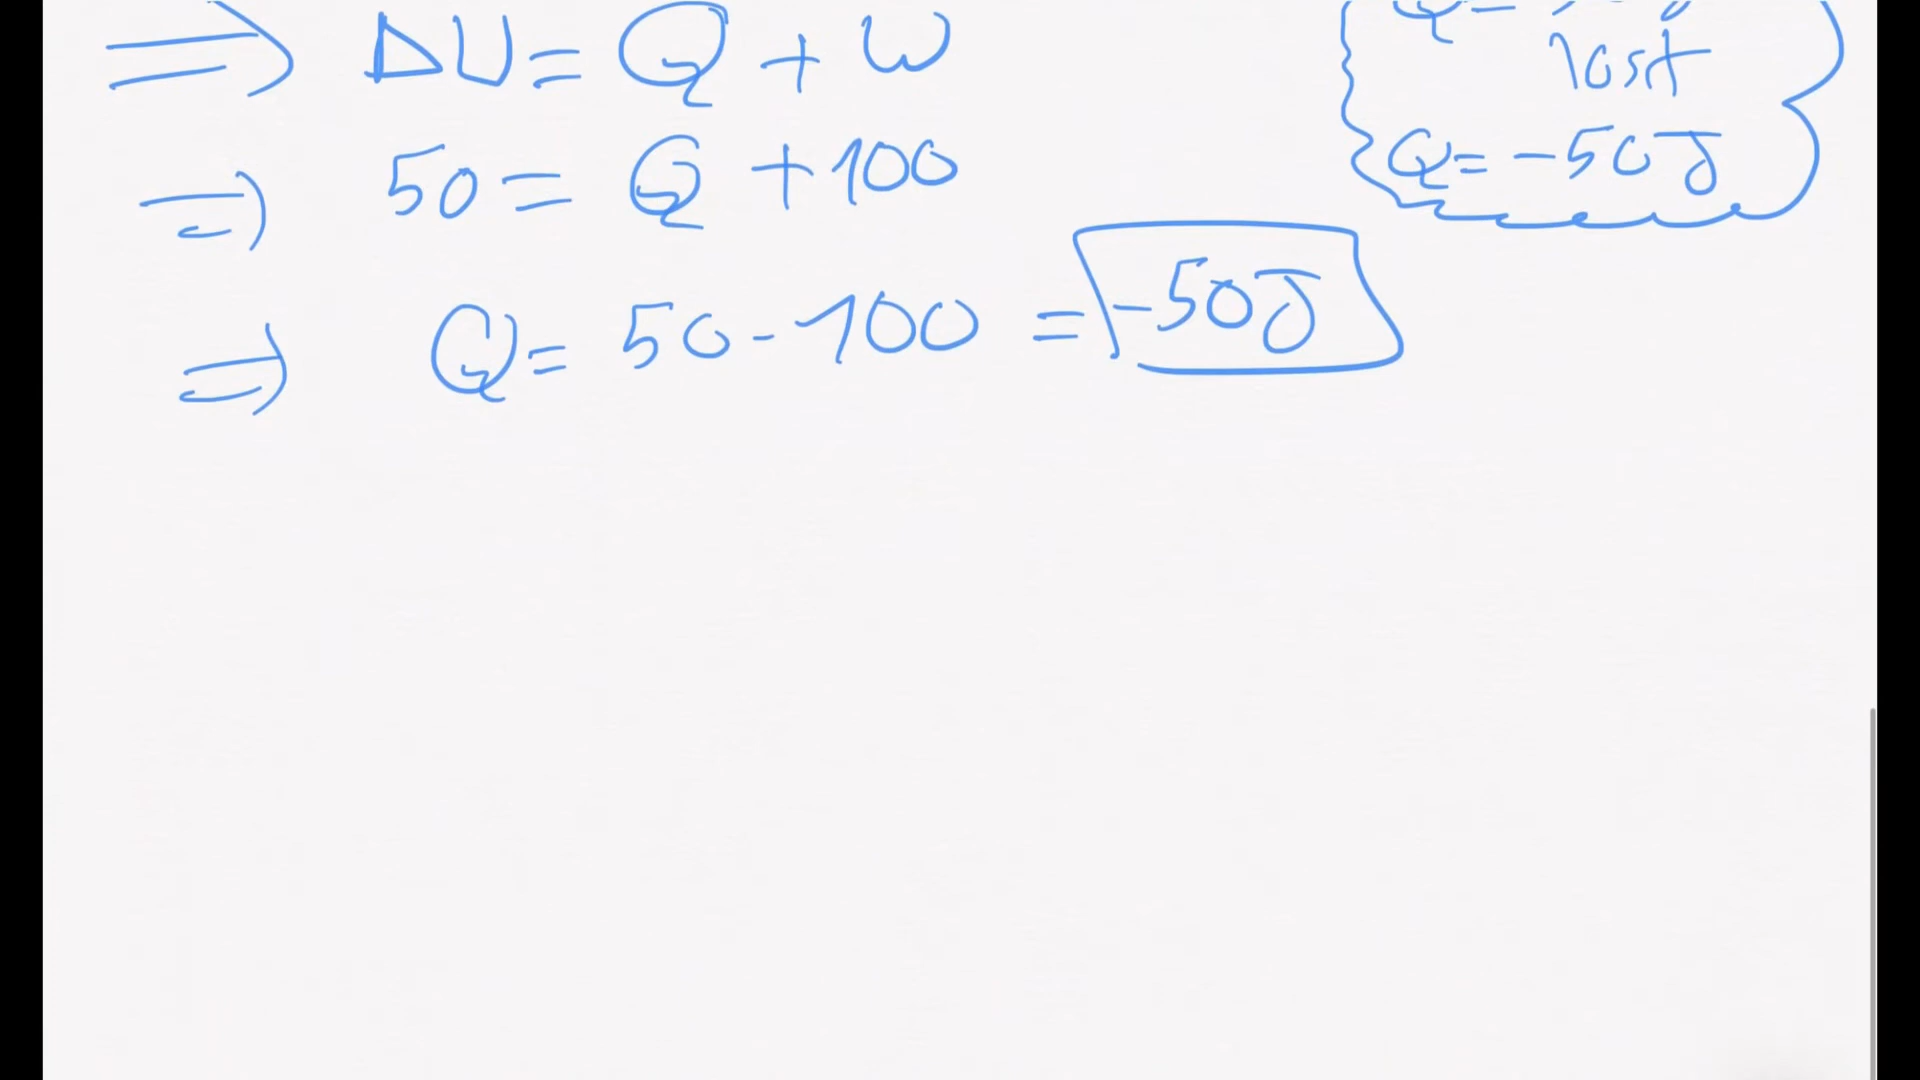 ⇒ ΔU = Q + W
⇒ 50 = Q + 100
⇒ Q = 50 - 100 = -50J
Q =
lost
Q = -50J